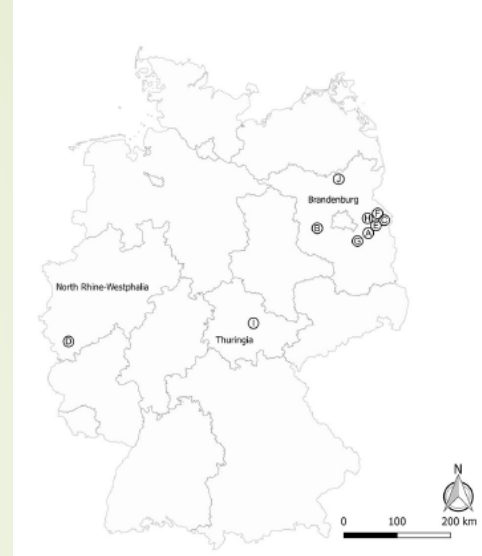 J
Brandenburg
F
H
C
E
B
A
G
North Rhine-Westphalia
I
Thuringia
D
N
0 100 200 km